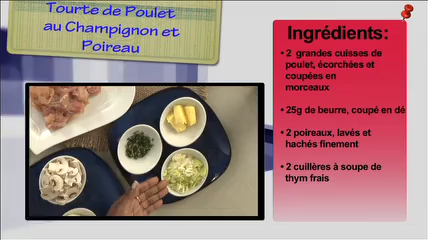 Tourte de Poulet
au Champignon et
Poireau
Ingrédients:
• 2 grandes cuisses de
poulet, écorchées et
coupées en
morceaux
• 25g de beurre, coupé en dé
• 2 poireaux, lavés et
hachés finement
• 2 cuillères à soupe de
thym frais